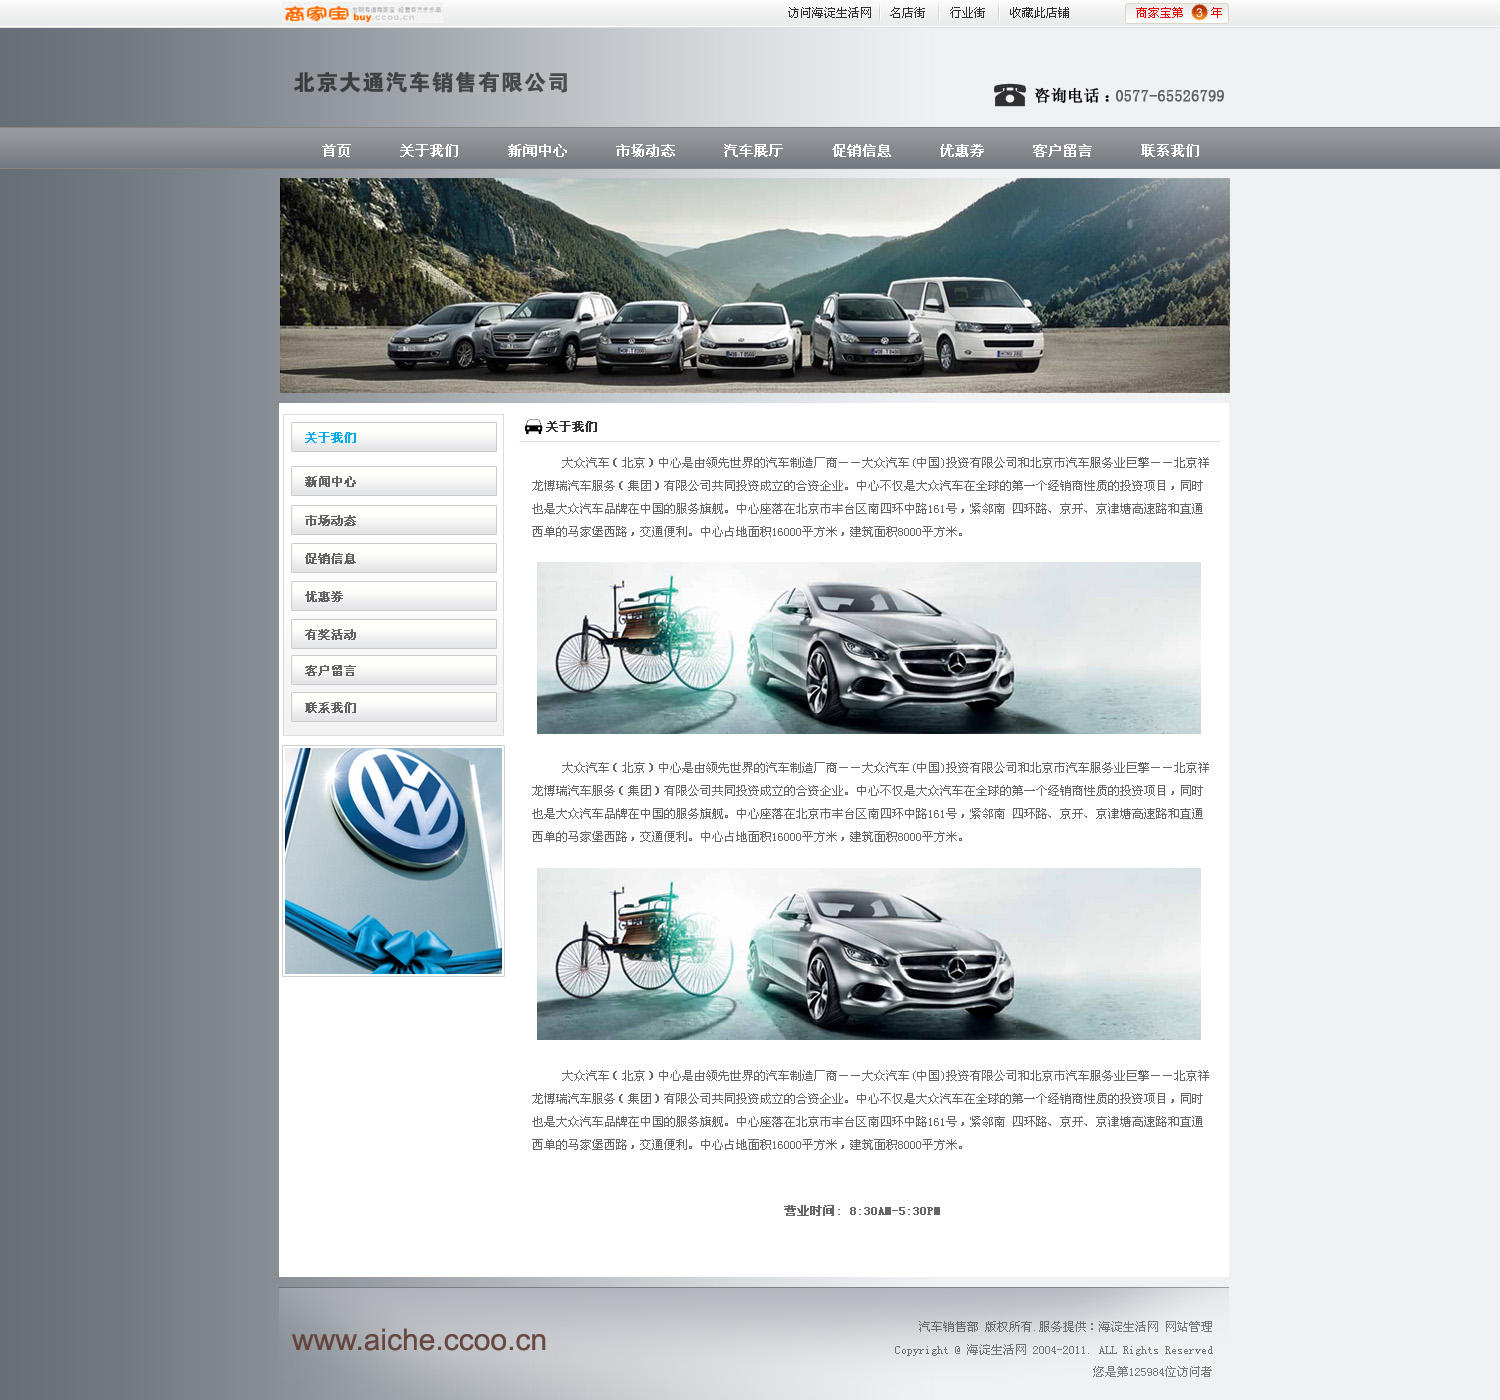 商家宝 buy.ccoo.cn
访问海淀生活网 名店街 行业街 收藏此店铺 商家宝第 3 年
北京大通汽车销售有限公司
咨询电话：0577-65526799
首页 关于我们 新闻中心 市场动态 汽车展厅 促销信息 优惠券 客户留言 联系我们
关于我们
新闻中心
市场动态
促销信息
优惠券
有奖活动
客户留言
联系我们
关于我们
大众汽车（北京）中心是由领先世界的汽车制造厂商——大众汽车(中国)投资有限公司和北京市汽车服务业巨擎——北京祥
龙博瑞汽车服务（集团）有限公司共同投资成立的合资企业。中心不仅是大众汽车在全球的第一个经销商性质的投资项目，同时
也是大众汽车品牌在中国的服务旗舰。中心座落在北京市丰台区南四环中路161号，紧邻南 四环路、京开、京津塘高速路和直通
西单的马家堡西路，交通便利。中心占地面积16000平方米，建筑面积8000平方米。
大众汽车（北京）中心是由领先世界的汽车制造厂商——大众汽车(中国)投资有限公司和北京市汽车服务业巨擎——北京祥
龙博瑞汽车服务（集团）有限公司共同投资成立的合资企业。中心不仅是大众汽车在全球的第一个经销商性质的投资项目，同时
也是大众汽车品牌在中国的服务旗舰。中心座落在北京市丰台区南四环中路161号，紧邻南 四环路、京开、京津塘高速路和直通
西单的马家堡西路，交通便利。中心占地面积16000平方米，建筑面积8000平方米。
大众汽车（北京）中心是由领先世界的汽车制造厂商——大众汽车(中国)投资有限公司和北京市汽车服务业巨擎——北京祥
龙博瑞汽车服务（集团）有限公司共同投资成立的合资企业。中心不仅是大众汽车在全球的第一个经销商性质的投资项目，同时
也是大众汽车品牌在中国的服务旗舰。中心座落在北京市丰台区南四环中路161号，紧邻南 四环路、京开、京津塘高速路和直通
西单的马家堡西路，交通便利。中心占地面积16000平方米，建筑面积8000平方米。
营业时间: 8:30AM-5:30PM
www.aiche.ccoo.cn
汽车销售部 版权所有.服务提供：海淀生活网 网站管理
Copyright @ 海淀生活网 2004-2011. ALL Rights Reserved
您是第125984位访问者